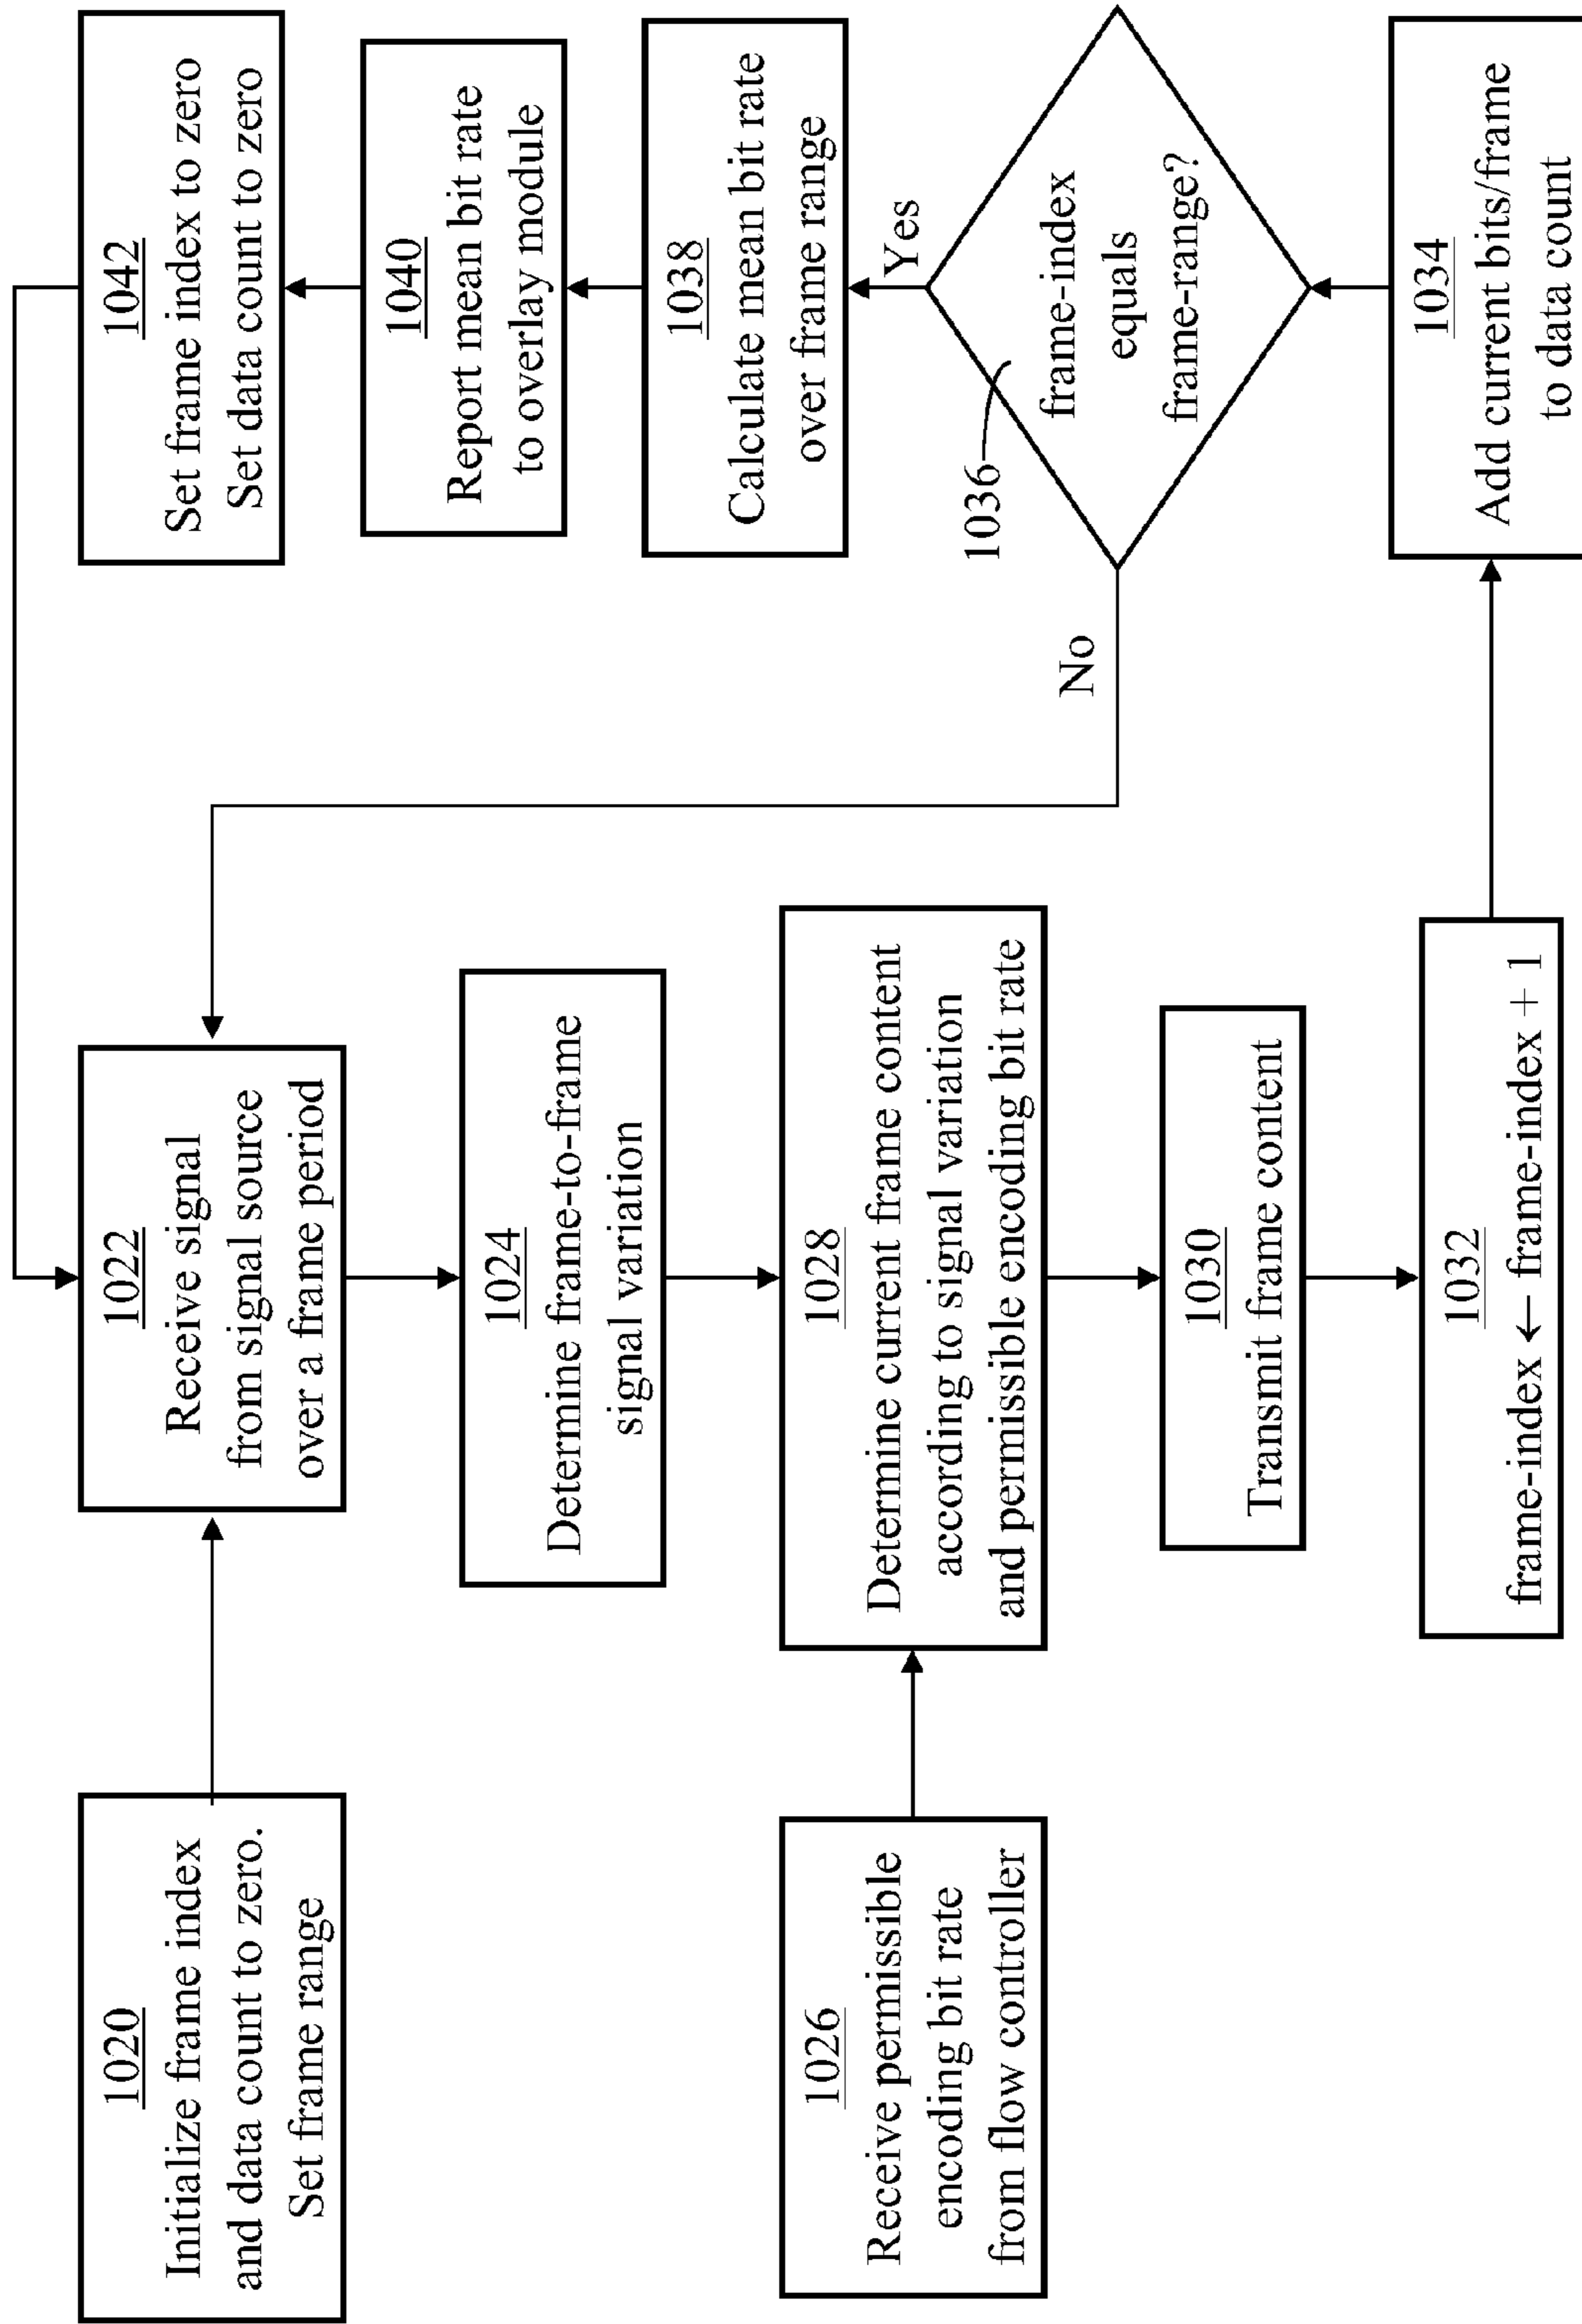 1020
Initialize frame index
and data count to zero.
Set frame range
1022
Receive signal
from signal source
over a frame period
1024
Determine frame-to-frame
signal variation
1026
Receive permissible
encoding bit rate
from flow controller
1028
Determine current frame content
according to signal variation
and permissible encoding bit rate
1030
Transmit frame content
1032
frame-index ← frame-index + 1
1034
Add current bits/frame
to data count
1036
frame-index
equals
frame-range?
No
Yes
1038
Calculate mean bit rate
over frame range
1040
Report mean bit rate
to overlay module
1042
Set frame index to zero
Set data count to zero